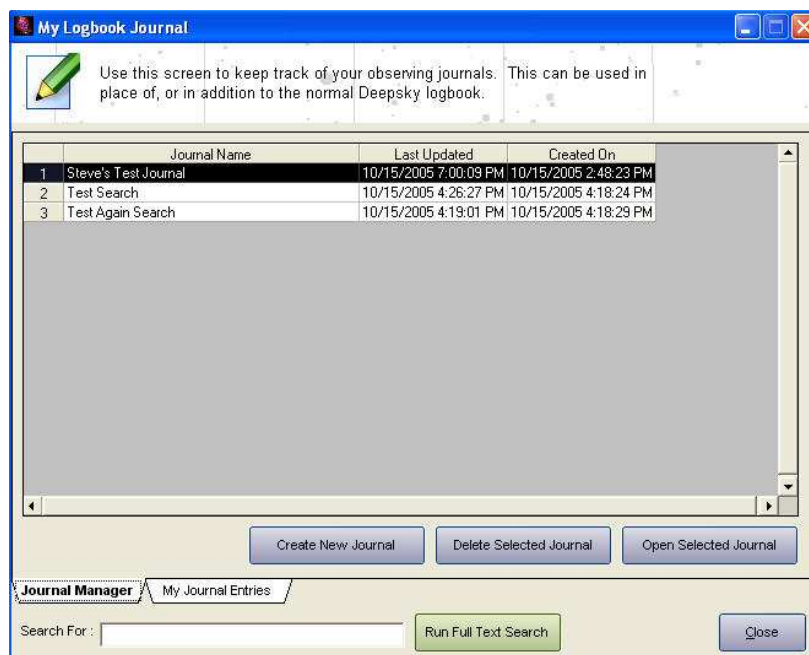 My Logbook Journal
Use this screen to keep track of your observing journals. This can be used in
place of, or in addition to the normal Deepsky logbook.
Journal Name Last Updated Created On
1 Steve's Test Journal 10/15/2005 7:00:09 PM 10/15/2005 2:48:23 PM
2 Test Search 10/15/2005 4:26:27 PM 10/15/2005 4:18:24 PM
3 Test Again Search 10/15/2005 4:19:01 PM 10/15/2005 4:18:29 PM
Create New Journal Delete Selected Journal Open Selected Journal
Journal Manager My Journal Entries
Search For : Run Full Text Search Close